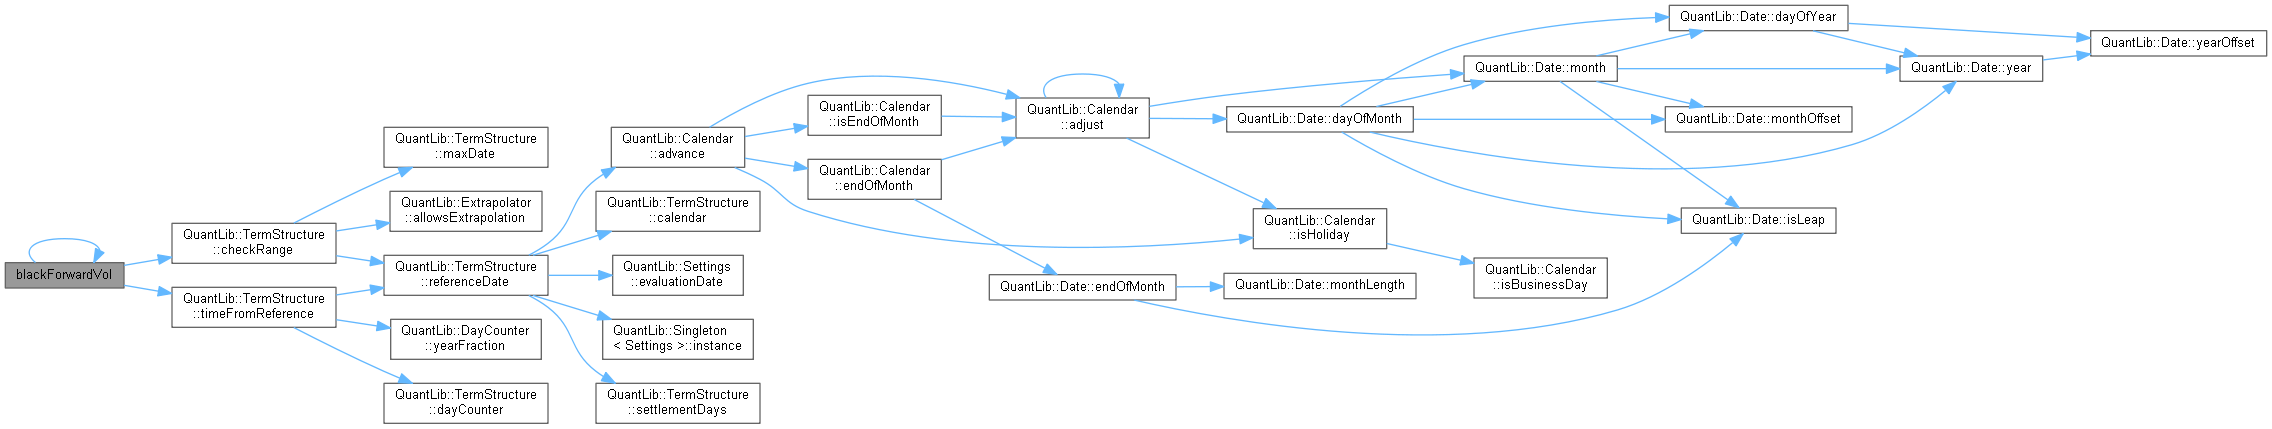 blackForwardVol
QuantLib::TermStructure
::checkRange
QuantLib::TermStructure
::timeFromReference
QuantLib::TermStructure
::maxDate
QuantLib::Extrapolator
::allowsExtrapolation
QuantLib::TermStructure
::referenceDate
QuantLib::DayCounter
::yearFraction
QuantLib::TermStructure
::dayCounter
QuantLib::Calendar
::advance
QuantLib::TermStructure
::calendar
QuantLib::Settings
::evaluationDate
QuantLib::Singleton
< Settings >::instance
QuantLib::TermStructure
::settlementDays
QuantLib::Calendar
::isEndOfMonth
QuantLib::Calendar
::endOfMonth
QuantLib::Calendar
::adjust
QuantLib::Date::endOfMonth
QuantLib::Date::dayOfMonth
QuantLib::Calendar
::isHoliday
QuantLib::Date::monthLength
QuantLib::Date::month
QuantLib::Calendar
::isBusinessDay
QuantLib::Date::dayOfYear
QuantLib::Date::monthOffset
QuantLib::Date::isLeap
QuantLib::Date::year
QuantLib::Date::yearOffset